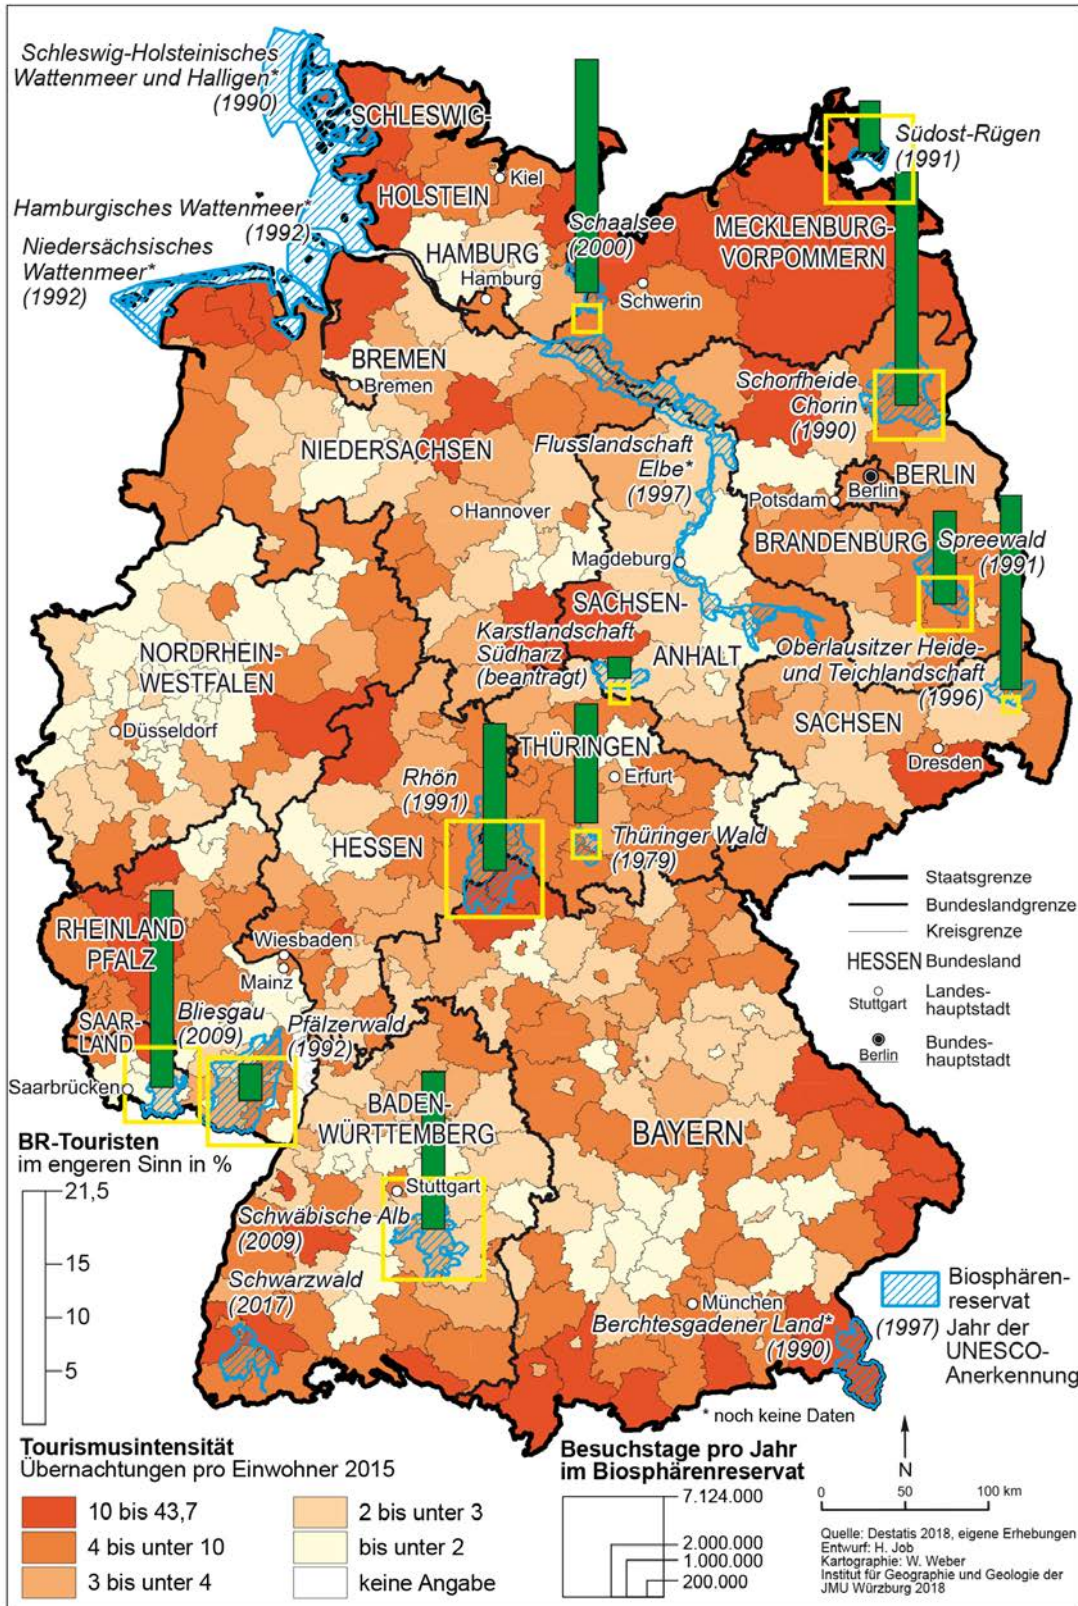 Schleswig-Holsteinisches
Wattenmeer und Halligen*
(1990)
SCHLESWIG-
HOLSTEIN
Kiel
Südost-Rügen
(1991)
Hamburgisches Wattenmeer*
(1992)
Niedersächsisches
Wattenmeer*
(1992)
HAMBURG
Hamburg
Schaalsee
(2000)
Schwerin
MECKLENBURG-
VORPOMMERN
BREMEN
Bremen
Schorfheide
Chorin
(1990)
NIEDERSACHSEN
Flusslandschaft
Elbe*
(1997)
BERLIN
Berlin
Potsdam
Hannover
BRANDENBURG
Spreewald
(1991)
Magdeburg
SACHSEN-
ANHALT
Karstlandschaft
Südharz
(beantragt)
Oberlausitzer Heide-
und Teichlandschaft
(1996)
NORDRHEIN-
WESTFALEN
Düsseldorf
SACHSEN
Dresden
THÜRINGEN
Erfurt
Rhön
(1991)
HESSEN
Thüringer Wald
(1979)
Staatsgrenze
Bundeslandgrenze
Kreisgrenze
HESSEN Bundesland
Stuttgart
Landes-
hauptstadt
Berlin
Bundes-
hauptstadt
RHEINLAND
PFALZ
Wiesbaden
Mainz
SAAR-
LAND
Bliesgau
(2009)
Pfälzerwald
(1992)
Saarbrücken
BADEN-
WÜRTTEMBERG
BAYERN
Stuttgart
Schwäbische Alb
(2009)
Schwarzwald
(2017)
München
Berchtesgadener Land*
(1990)
BR-Touristen
im engeren Sinn in %
21,5
15
10
5
Biosphären-
reservat
(1997) Jahr der
UNESCO-
Anerkennung
* noch keine Daten
Tourismusintensität
Übernachtungen pro Einwohner 2015
10 bis 43,7
4 bis unter 10
3 bis unter 4
2 bis unter 3
bis unter 2
keine Angabe
Besuchstage pro Jahr
im Biosphärenreservat
7.124.000
2.000.000
1.000.000
200.000
N
0 50 100 km
Quelle: Destatis 2018, eigene Erhebungen
Entwurf: H. Job
Kartographie: W. Weber
Institut für Geographie und Geologie der
JMU Würzburg 2018